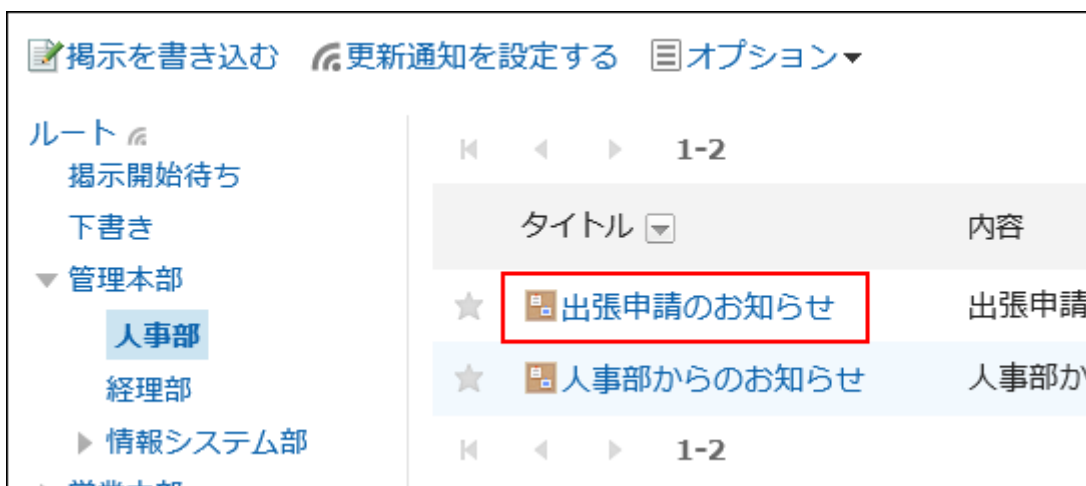 掲示を書き込む 更新通知を設定する オプション
ルート
掲示開始待ち
下書き
管理本部
人事部
経理部
情報システム部
1-2
タイトル 内容
出張申請のお知らせ 出張申請
人事部からのお知らせ 人事部か
1-2